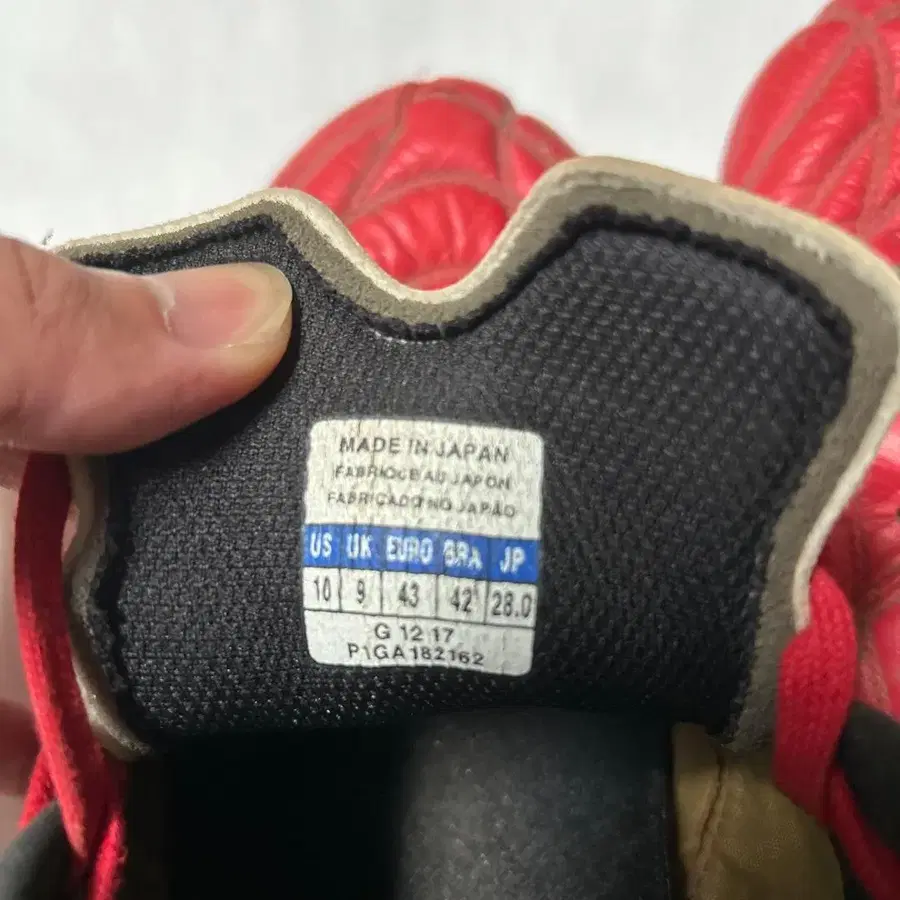 MADE IN JAPAN
FABRIQUE AU JAPON
FABRICADO NO JAPÃO
US UK EURO BRA JP
10 9 43 42 28.0
G 12 17
P1GA182162